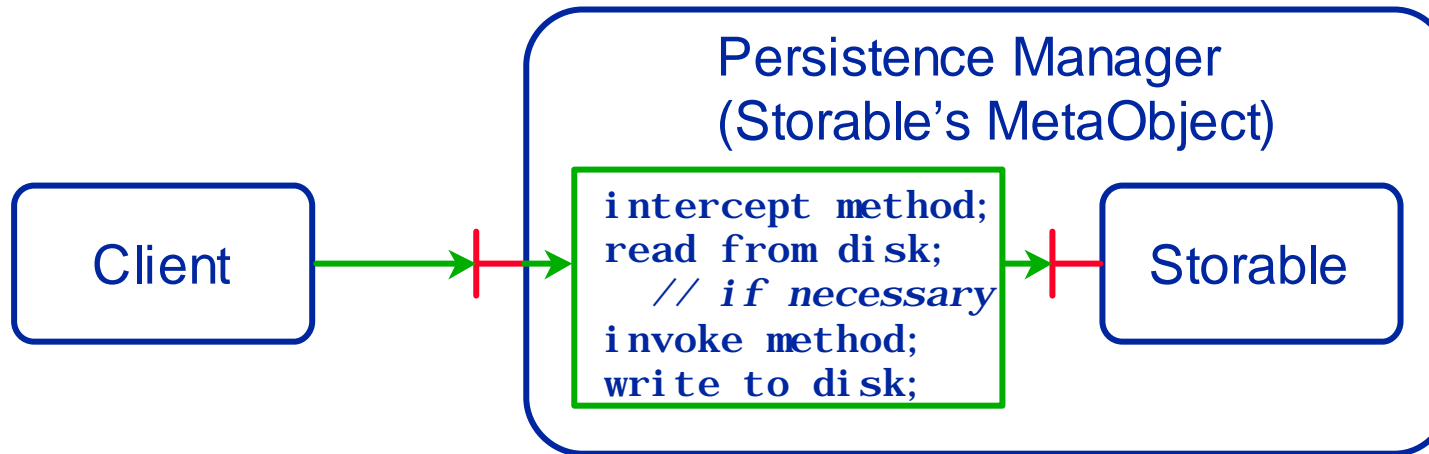 Persistence Manager
(Storable’s MetaObject)
Client
intercept method;
read from disk;
// if necessary
invoke method;
write to disk;
Storable